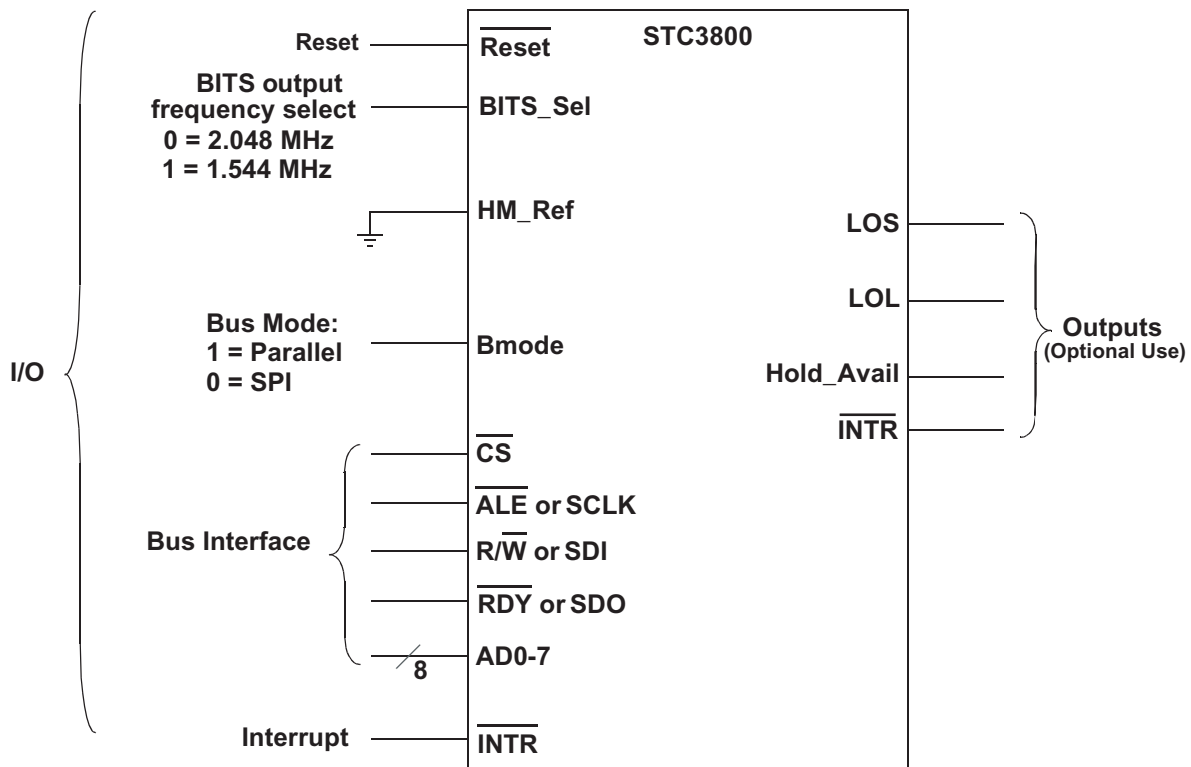 STC3800
Reset
Reset
BITS output
frequency select
0 = 2.048 MHz
1 = 1.544 MHz
BITS_Sel
HM_Ref
Bus Mode:
1 = Parallel
0 = SPI
Bmode
I/O
Bus Interface
CS
ALE or SCLK
R/W or SDI
RDY or SDO
AD0-7
8
Interrupt
INTR
LOS
LOL
Hold_Avail
INTR
Outputs
(Optional Use)